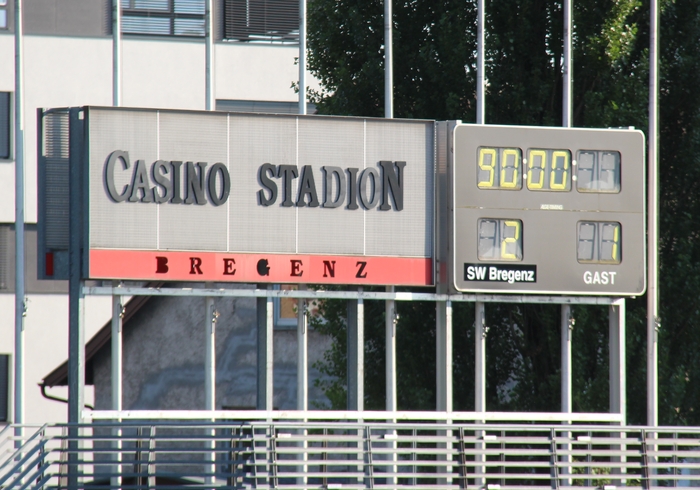 CASINO STADION
BREGENZ
90:00
2 1
SW Bregenz GAST